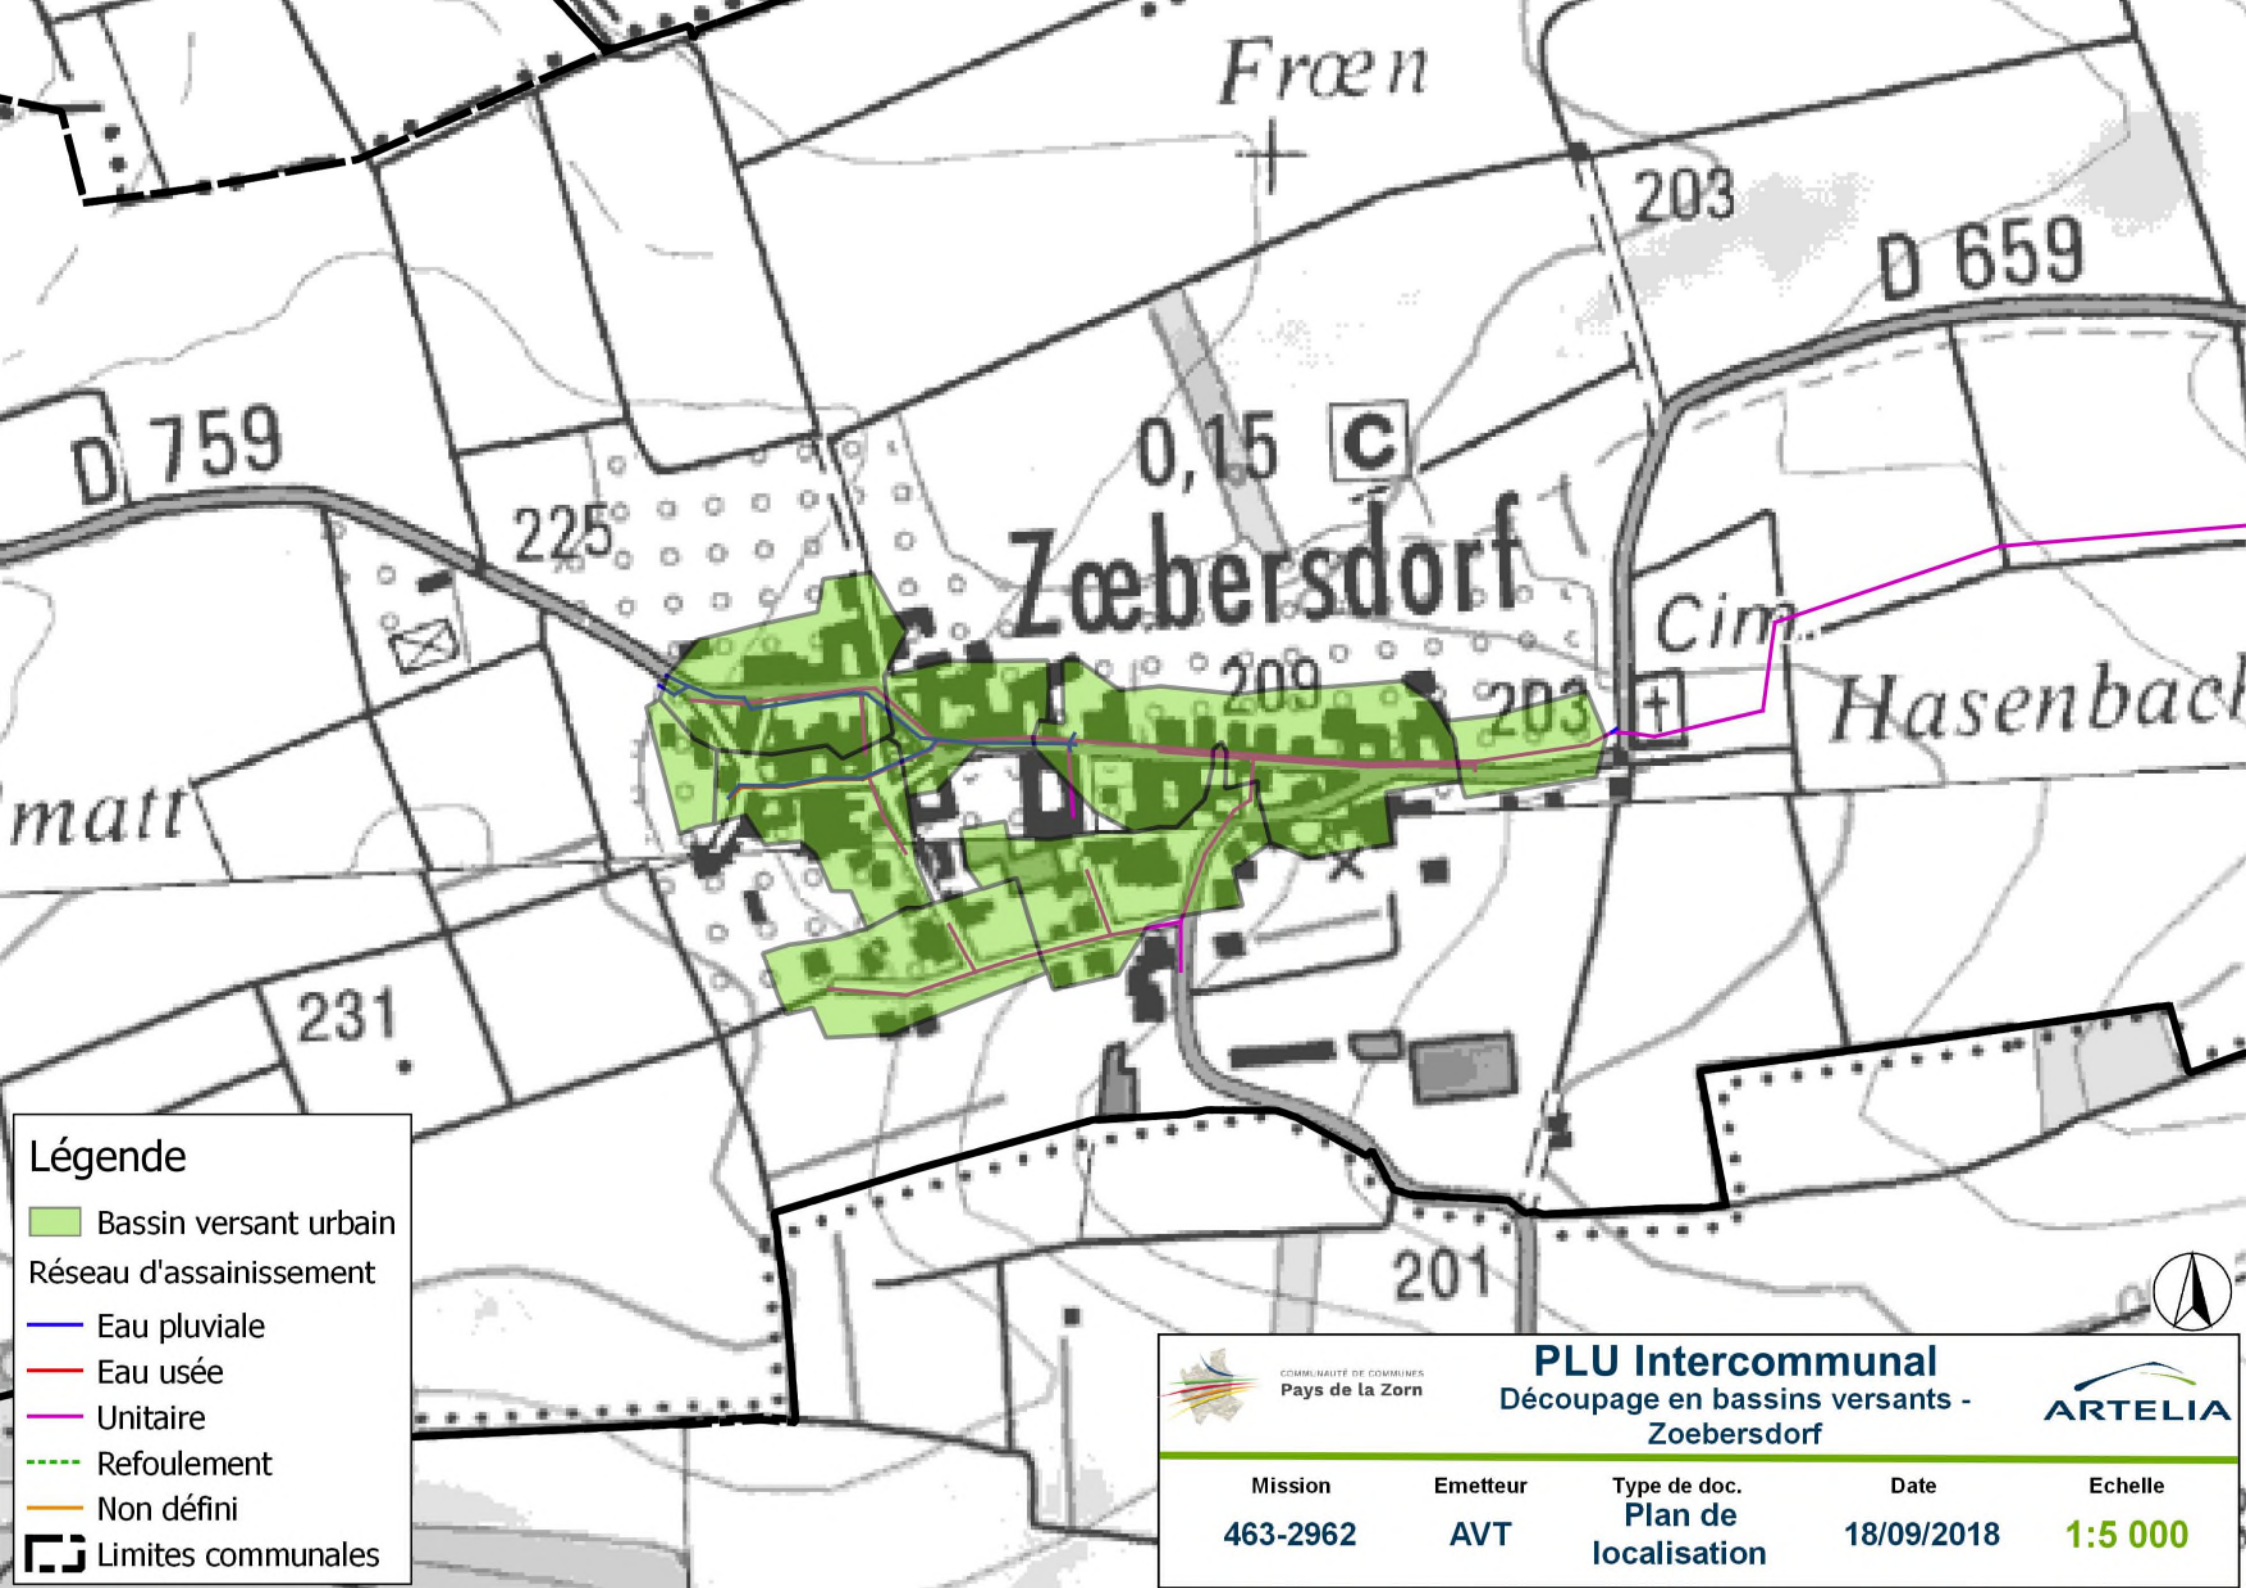 Frœn
203
D 659
D 759
0,15 C
225
Zœbersdorf
Cim.
209
203
Hasenbach
matt
231
201
Légende
Bassin versant urbain
Réseau d'assainissement
Eau pluviale
Eau usée
Unitaire
Refoulement
Non défini
Limites communales
COMMUNAUTÉ DE COMMUNES
Pays de la Zorn
PLU Intercommunal
Découpage en bassins versants -
Zoebersdorf
ARTELIA
Mission
Emetteur
Type de doc.
Date
Echelle
463-2962
AVT
Plan de
localisation
18/09/2018
1:5 000